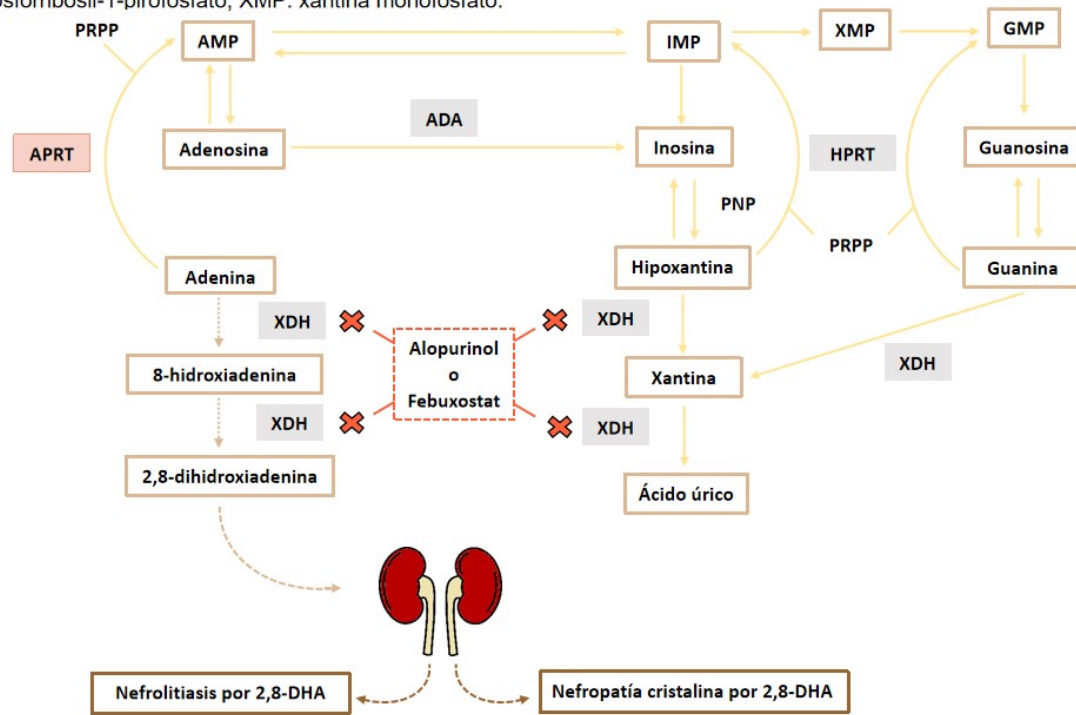 PRPP
AMP
IMP
XMP
GMP
APRT
Adenosina
ADA
Inosina
HPRT
Guanosina
PNP
PRPP
Adenina
Hipoxantina
Guanina
XDH
XDH
Alopurinol
o
Febuxostat
8-hidroxiadenina
Xantina
XDH
XDH
XDH
2,8-dihidroxiadenina
Ácido úrico
Nefrolitiasis por 2,8-DHA
Nefropatía cristalina por 2,8-DHA